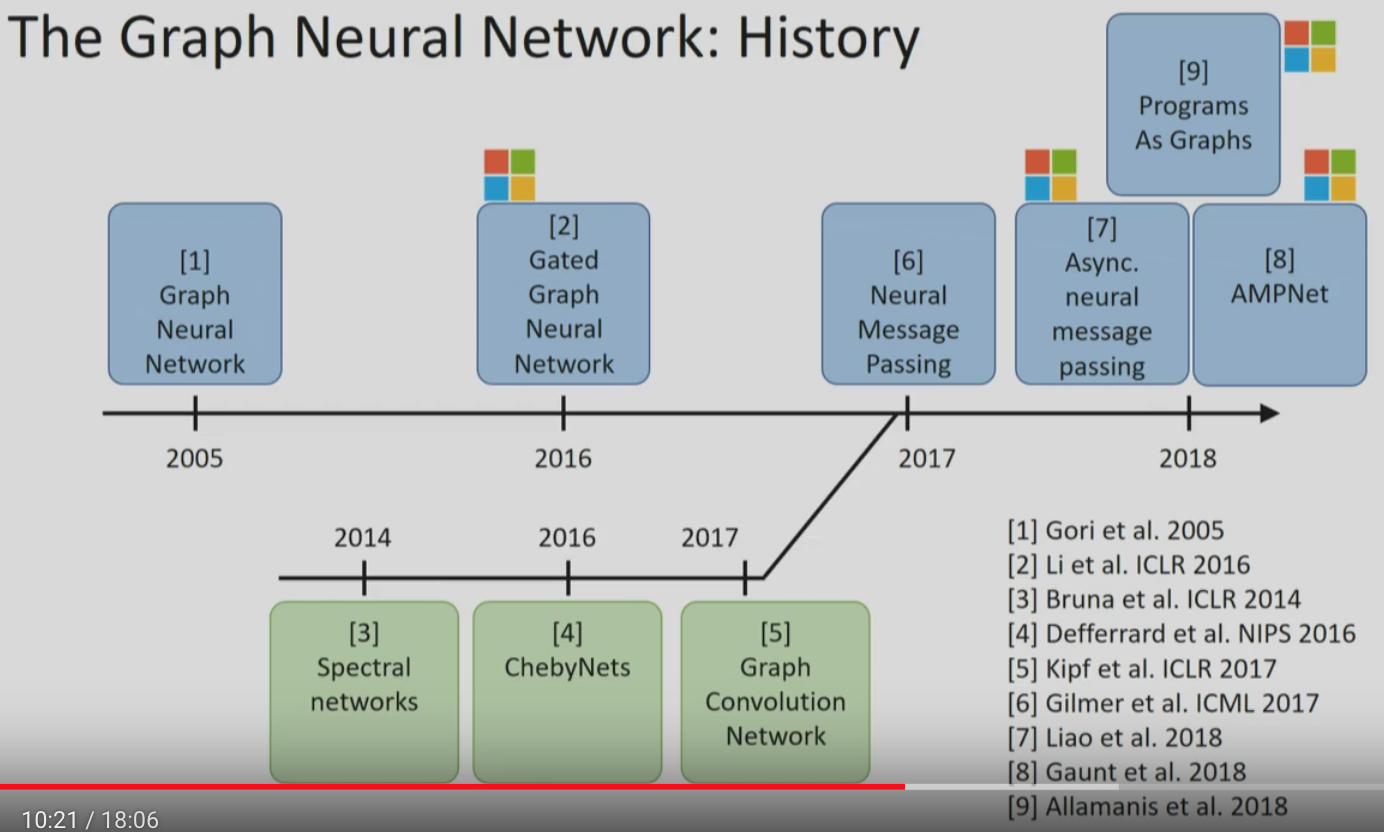 The Graph Neural Network: History
[9]
Programs
As Graphs
[1]
Graph
Neural
Network
[2]
Gated
Graph
Neural
Network
[6]
Neural
Message
Passing
[7]
Async.
neural
message
passing
[8]
AMPNet
2005
2016
2017
2018
2014
2016
2017
[3]
Spectral
networks
[4]
ChebyNets
[5]
Graph
Convolution
Network
[1] Gori et al. 2005
[2] Li et al. ICLR 2016
[3] Bruna et al. ICLR 2014
[4] Defferrard et al. NIPS 2016
[5] Kipf et al. ICLR 2017
[6] Gilmer et al. ICML 2017
[7] Liao et al. 2018
[8] Gaunt et al. 2018
[9] Allamanis et al. 2018
10:21 / 18:06